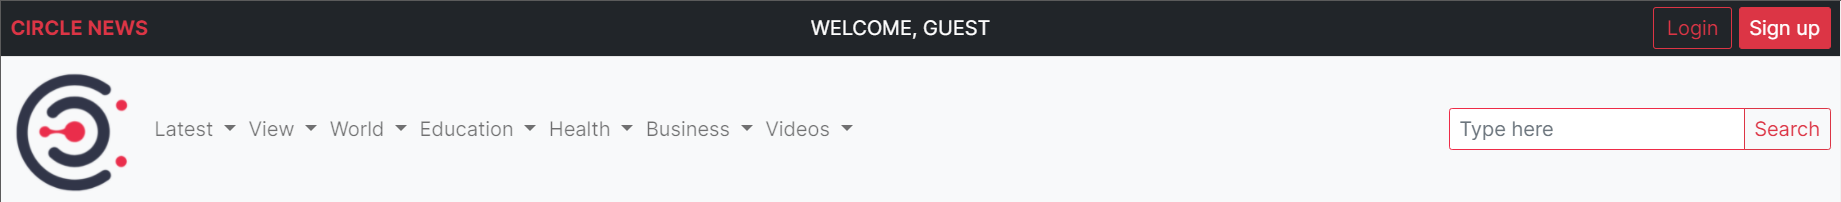 CIRCLE NEWS WELCOME, GUEST Login Sign up
Latest View World Education Health Business Videos Type here Search